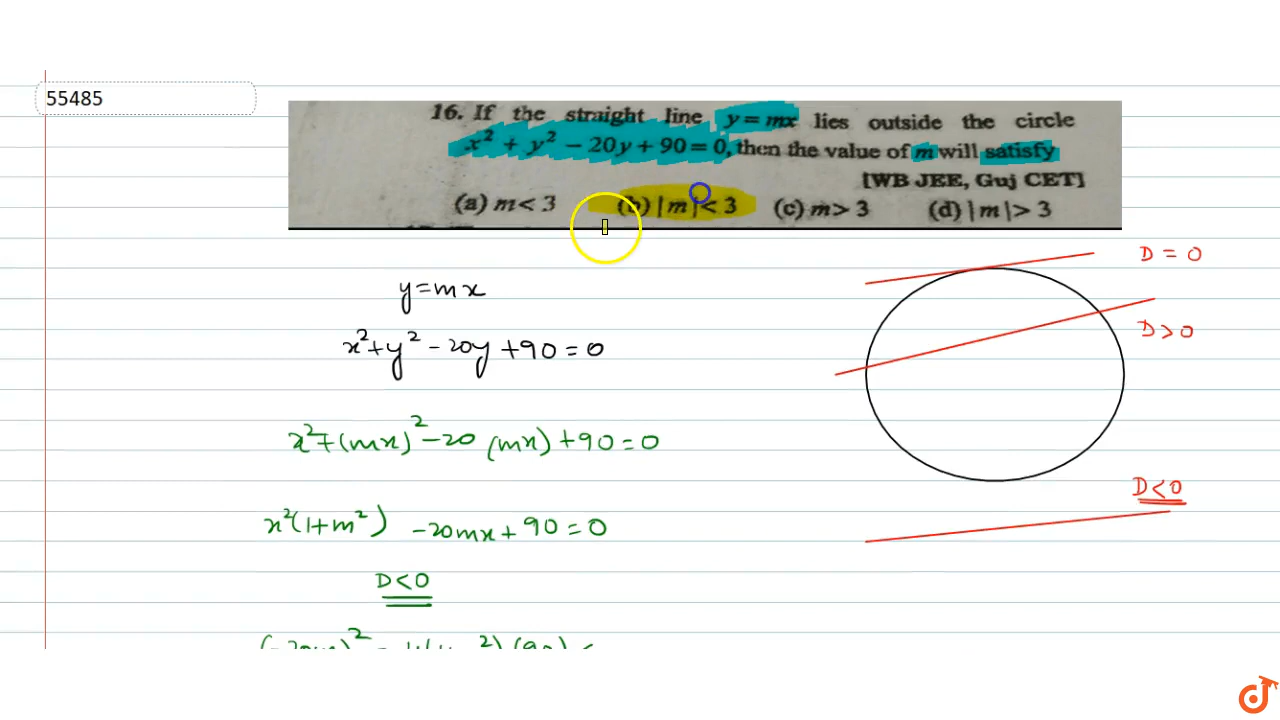 55485
16. If the straight line y = mx lies outside the circle
x² + y² − 20y + 90 = 0, then the value of m will satisfy
[WB JEE, Guj CET]
(a) m < 3 (b) |m| < 3 (c) m > 3 (d) |m| > 3
y=mx
x²+y²-20y+90=0
x²+(mx)²-20(mx)+90=0
x²(1+m²) -20mx+90=0
D<0
D=0
D>0
D<0